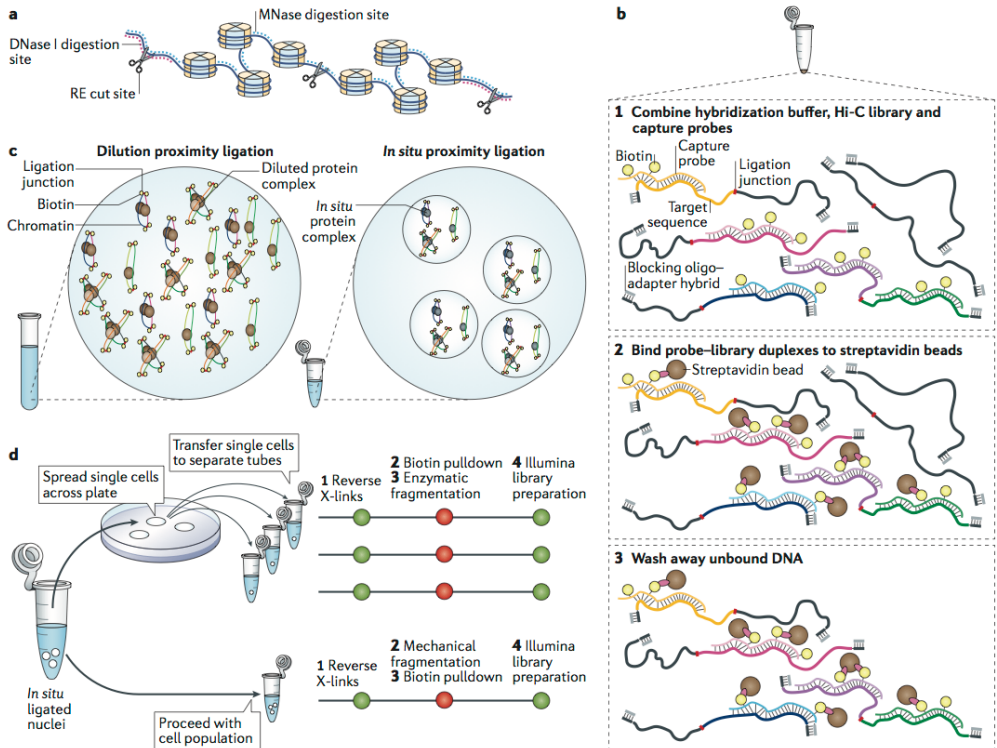 a
MNase digestion site
DNase I digestion
site
RE cut site
b
1 Combine hybridization buffer, Hi-C library and
capture probes
Biotin
Capture
probe
Ligation
junction
Target
sequence
Blocking oligo–
adapter hybrid
2 Bind probe–library duplexes to streptavidin beads
Streptavidin bead
3 Wash away unbound DNA
c
Dilution proximity ligation
Ligation
junction
Biotin
Chromatin
Diluted protein
complex
In situ proximity ligation
In situ
protein
complex
d
Spread single cells
across plate
Transfer single cells
to separate tubes
1 Reverse
X-links
2 Biotin pulldown
3 Enzymatic
fragmentation
4 Illumina
library
preparation
In situ
ligated
nuclei
Proceed with
cell population
1 Reverse
X-links
2 Mechanical
fragmentation
3 Biotin pulldown
4 Illumina
library
preparation